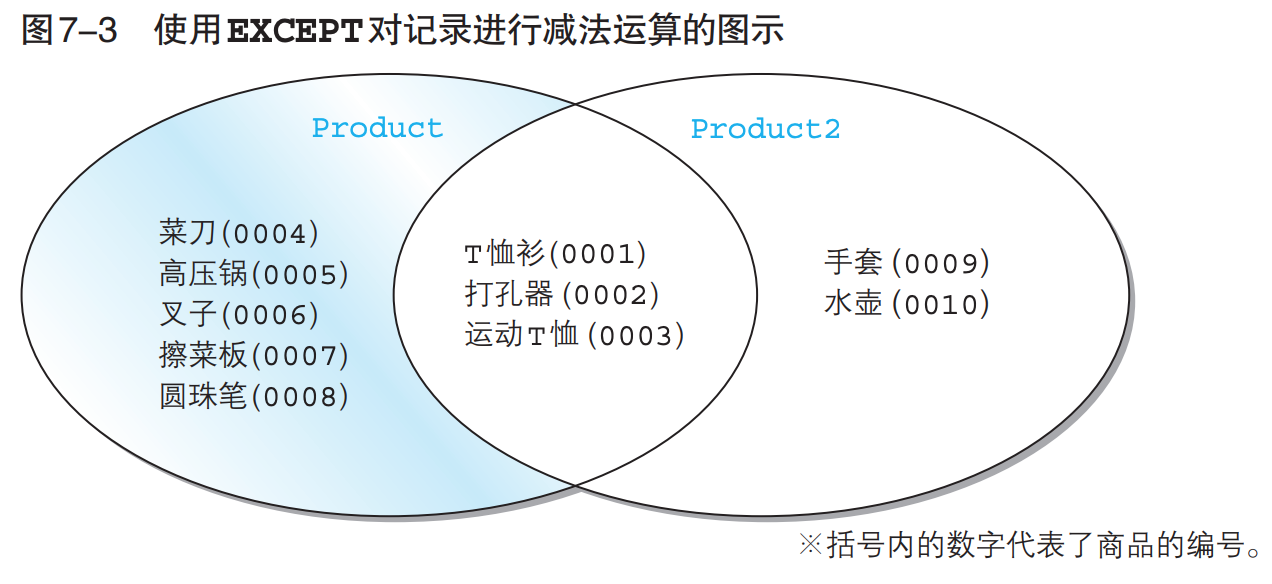 图7–3 使用EXCEPT对记录进行减法运算的图示
Product
Product2
菜刀(0004)
高压锅(0005)
叉子(0006)
擦菜板(0007)
圆珠笔(0008)
T恤衫(0001)
打孔器(0002)
运动T恤(0003)
手套(0009)
水壶(0010)
※括号内的数字代表了商品的编号。